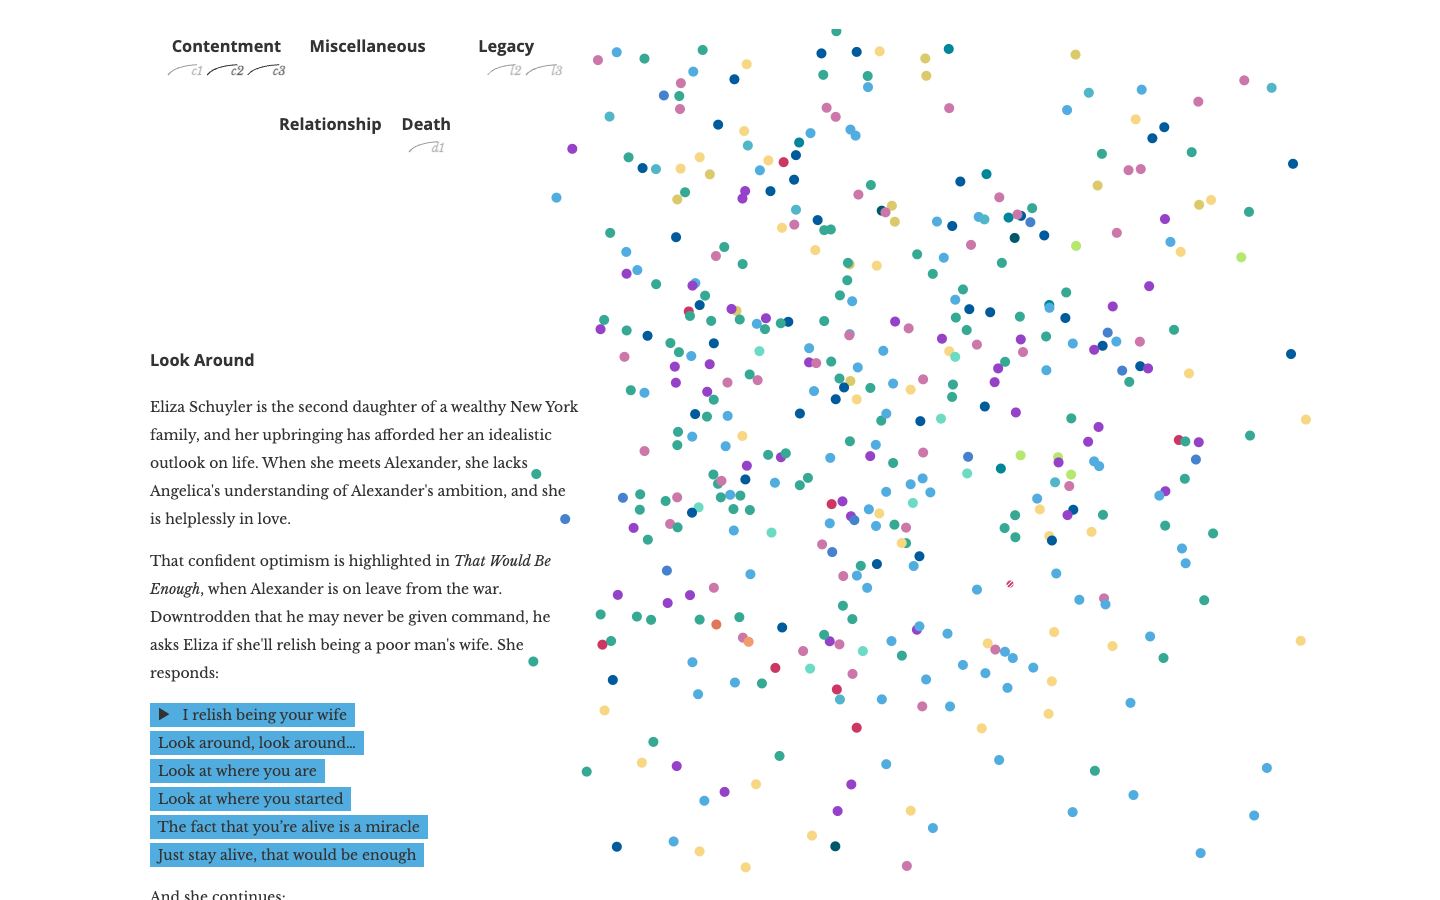 Contentment Miscellaneous Legacy
c1 c2 c3 l2 l3
Relationship Death
d1
Look Around
Eliza Schuyler is the second daughter of a wealthy New York
family, and her upbringing has afforded her an idealistic
outlook on life. When she meets Alexander, she lacks
Angelica's understanding of Alexander's ambition, and she
is helplessly in love.
That confident optimism is highlighted in That Would Be
Enough, when Alexander is on leave from the war.
Downtrodden that he may never be given command, he
asks Eliza if she'll relish being a poor man's wife. She
responds:
I relish being your wife
Look around, look around...
Look at where you are
Look at where you started
The fact that you're alive is a miracle
Just stay alive, that would be enough
And she continues: